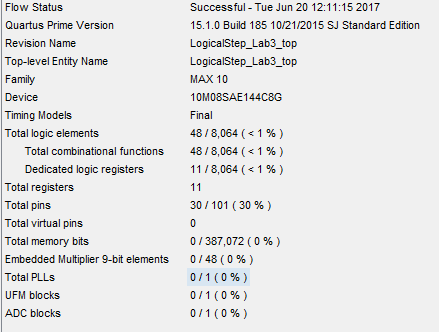 Flow Status Successful - Tue Jun 20 12:11:15 2017
Quartus Prime Version 15.1.0 Build 185 10/21/2015 SJ Standard Edition
Revision Name LogicalStep_Lab3_top
Top-level Entity Name LogicalStep_Lab3_top
Family MAX 10
Device 10M08SAE144C8G
Timing Models Final
Total logic elements 48 / 8,064 ( < 1 % )
Total combinational functions 48 / 8,064 ( < 1 % )
Dedicated logic registers 11 / 8,064 ( < 1 % )
Total registers 11
Total pins 30 / 101 ( 30 % )
Total virtual pins 0
Total memory bits 0 / 387,072 ( 0 % )
Embedded Multiplier 9-bit elements 0 / 48 ( 0 % )
Total PLLs 0 / 1 ( 0 % )
UFM blocks 0 / 1 ( 0 % )
ADC blocks 0 / 1 ( 0 % )